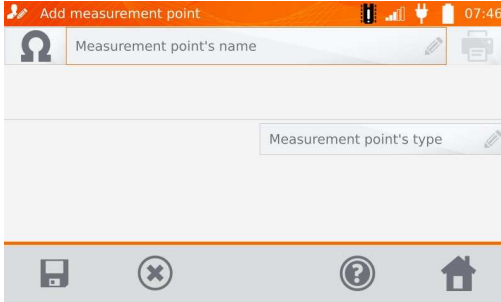 Add measurement point 07:46
Ω Measurement point's name
Measurement point's type